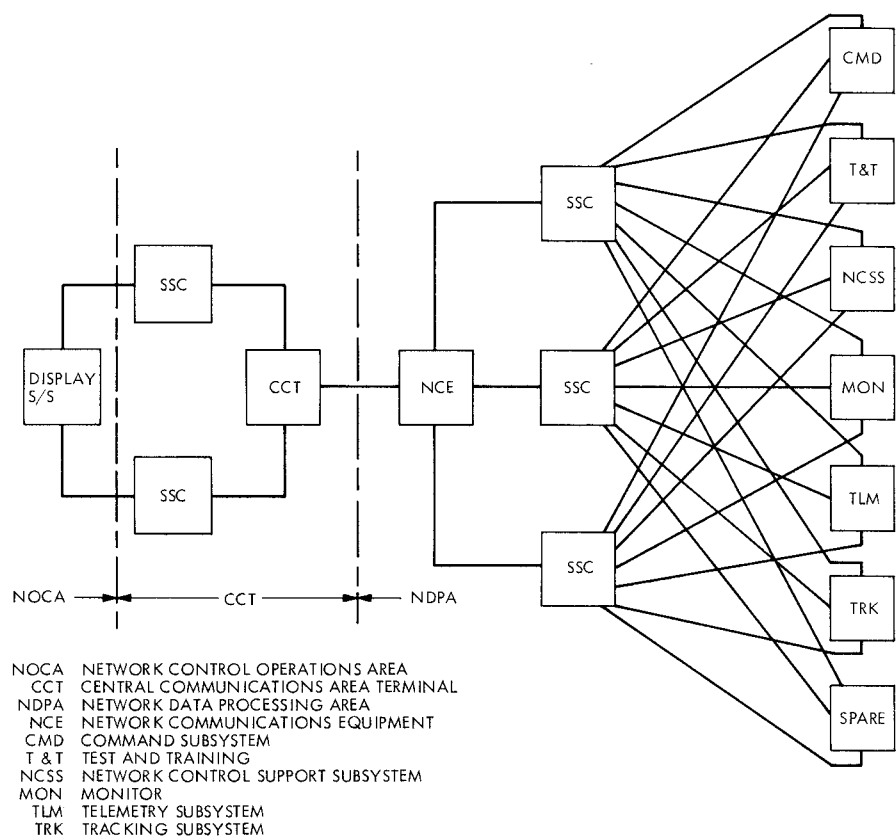 CMD
T&T
SSC
NCSS
SSC
DISPLAY
S/S
CCT
NCE
SSC
MON
SSC
TLM
SSC
NOCA
CCT
NDPA
TRK
SPARE
NOCA NETWORK CONTROL OPERATIONS AREA
CCT CENTRAL COMMUNICATIONS AREA TERMINAL
NDPA NETWORK DATA PROCESSING AREA
NCE NETWORK COMMUNICATIONS EQUIPMENT
CMD COMMAND SUBSYSTEM
T & T TEST AND TRAINING
NCSS NETWORK CONTROL SUPPORT SUBSYSTEM
MON MONITOR
TLM TELEMETRY SUBSYSTEM
TRK TRACKING SUBSYSTEM